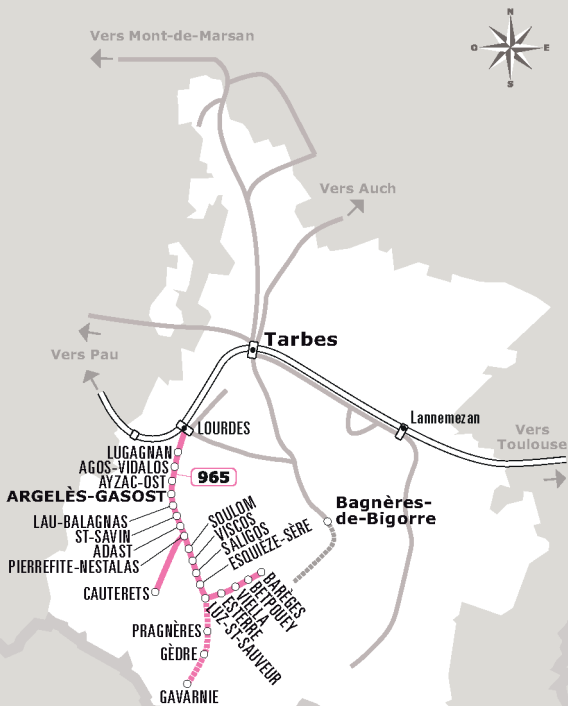 N
Vers Mont-de-Marsan
O
E
S
Vers Auch
Tarbes
Vers Pau
Lannemezan
LOURDES
Vers
Toulouse
LUGAGNAN
AGOS-VIDALOS
965
AYZAC-OST
ARGELÈS-GASOST
Bagnères-
de-Bigorre
LAU-BALAGNAS
ST-SAVIN
ADAST
PIERREFITE-NESTALAS
SOULOM
VISCOS
SALIGOS
ESQUIÈZE-SÈRE
CAUTERETS
BARÈGES
BETPOUEY
VIELLA
ESTERRE
LUZ-ST-SAUVEUR
PRAGNÈRES
GÈDRE
GAVARNIE